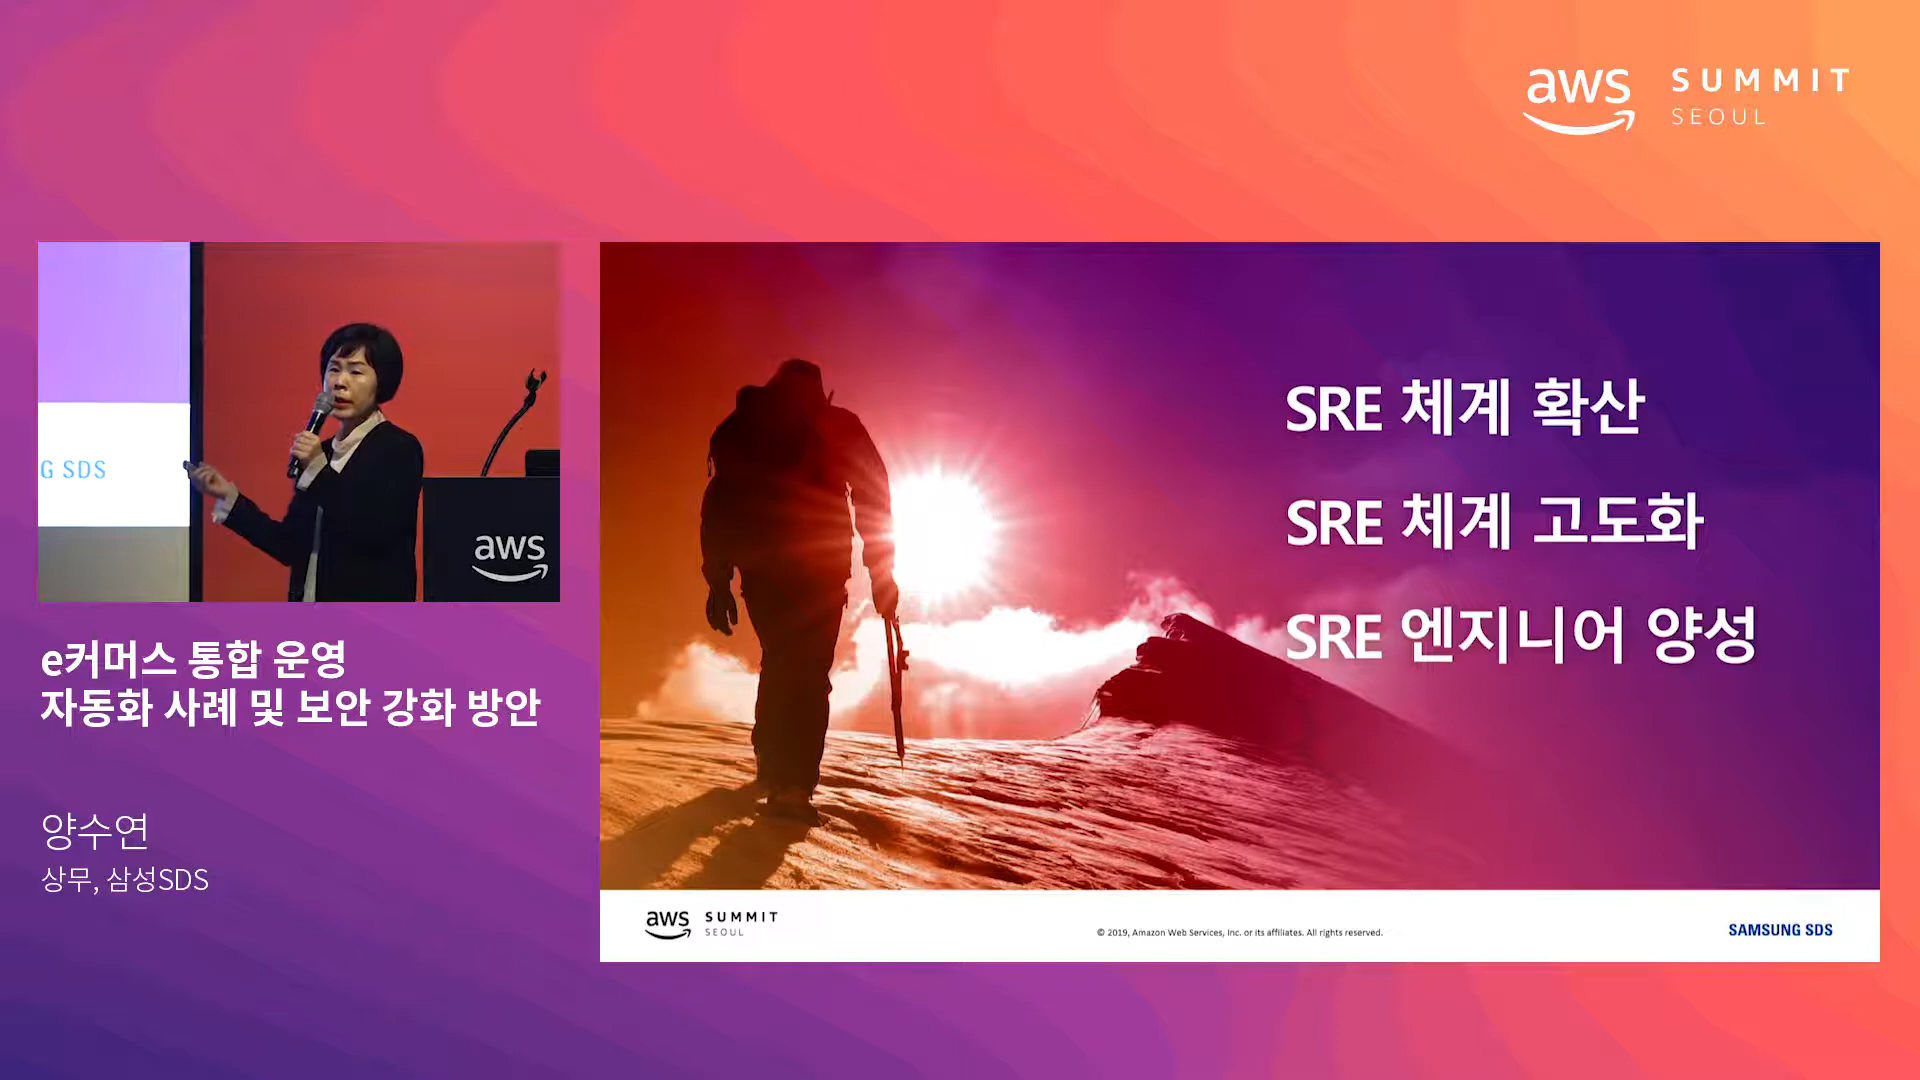 aws SUMMIT
SEOUL
G SDS
aws
e커머스 통합 운영
자동화 사례 및 보안 강화 방안
양수연
상무, 삼성SDS
SRE 체계 확산
SRE 체계 고도화
SRE 엔지니어 양성
aws SUMMIT
SEOUL
© 2019, Amazon Web Services, Inc. or its affiliates. All rights reserved.
SAMSUNG SDS